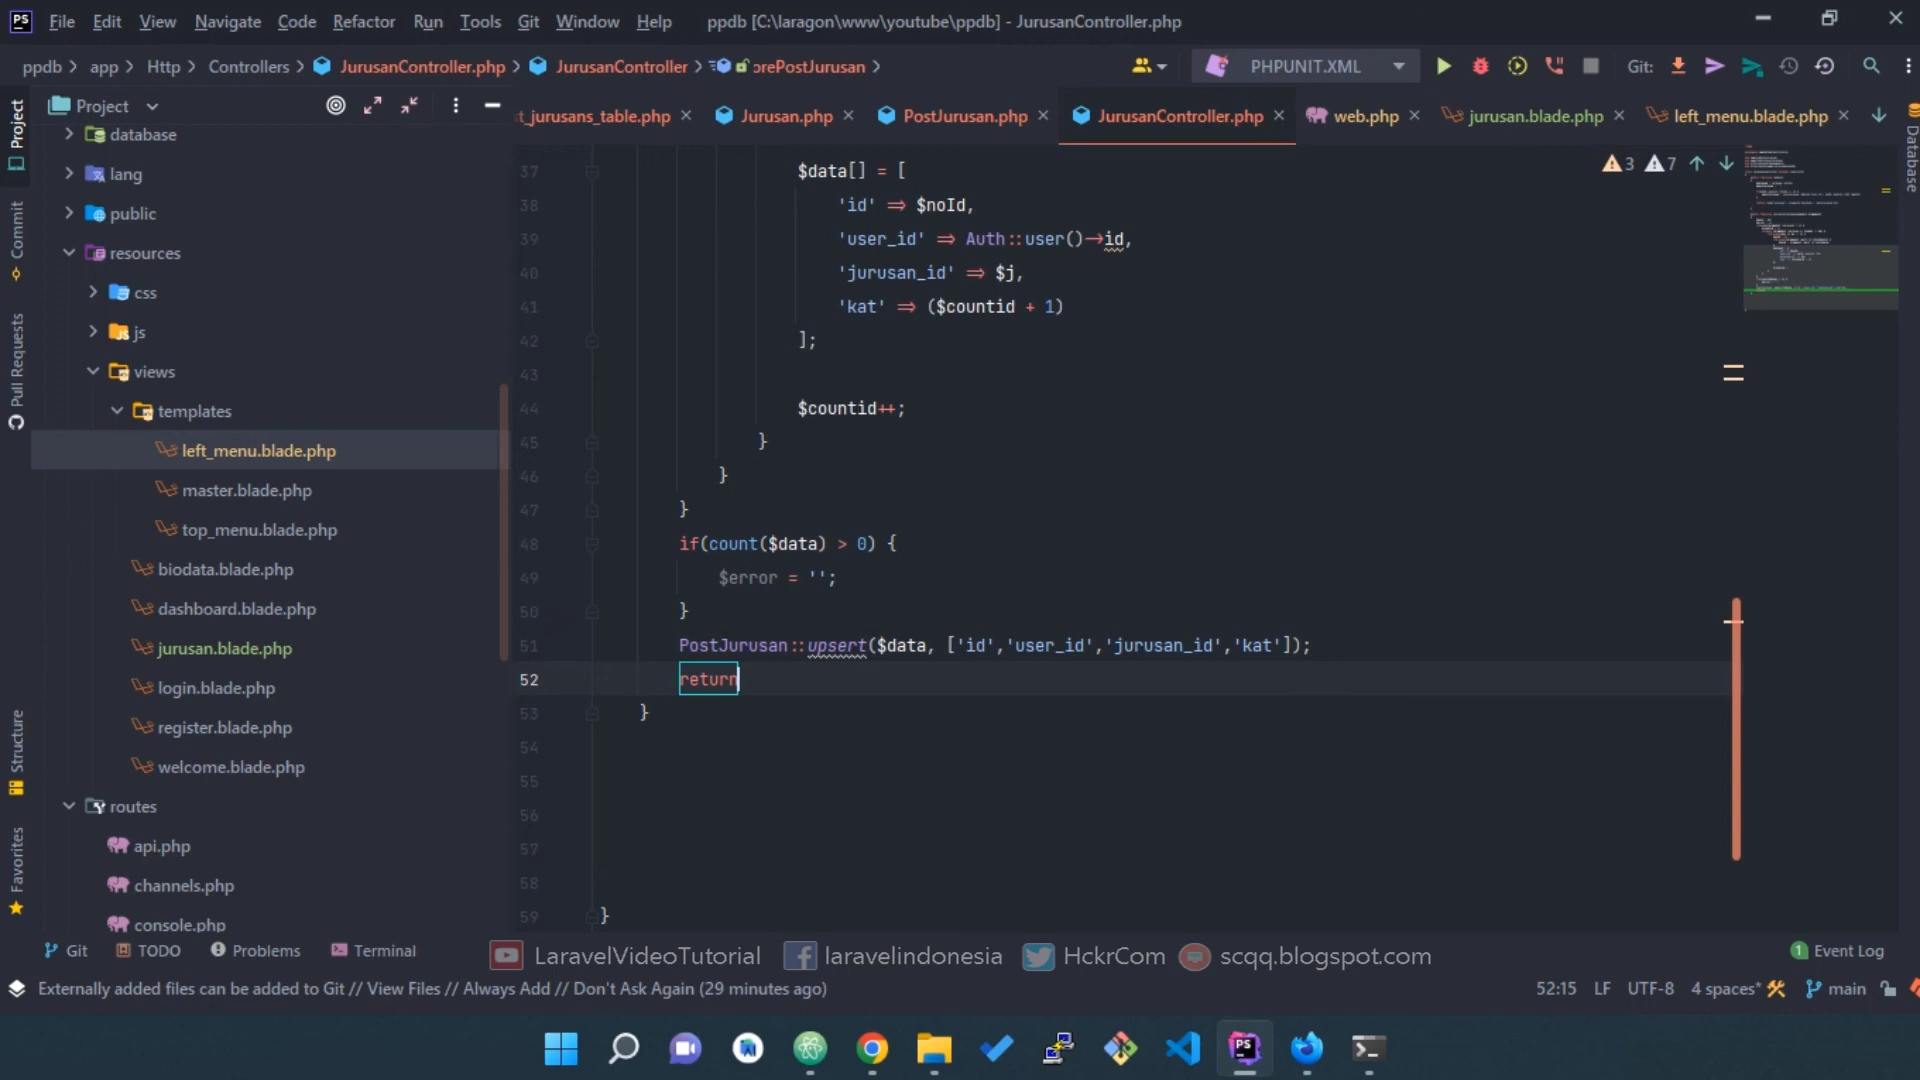 PS File Edit View Navigate Code Refactor Run Tools Git Window Help ppdb [C:\laragon\www\youtube\ppdb] - JurusanController.php
ppdb app Http Controllers JurusanController.php JurusanController orePostJurusan PHPUNIT.XML Git:
Project
t_jurusans_table.php Jurusan.php PostJurusan.php JurusanController.php web.php jurusan.blade.php left_menu.blade.php
Project
Commit
Pull Requests
Structure
Favorites
Database
database
lang
public
resources
css
js
views
templates
left_menu.blade.php
master.blade.php
top_menu.blade.php
biodata.blade.php
dashboard.blade.php
jurusan.blade.php
login.blade.php
register.blade.php
welcome.blade.php
routes
api.php
channels.php
console.php
3 7
37 $data[] = [
38 'id' => $noId,
39 'user_id' => Auth::user()->id,
40 'jurusan_id' => $j,
41 'kat' => ($countid + 1)
42 ];
43
44 $countid++;
45 }
46 }
47 }
48 if(count($data) > 0) {
49 $error = '';
50 }
51 PostJurusan::upsert($data, ['id','user_id','jurusan_id','kat']);
52 return
53 }
54
55
56
57
58
59 }
Git TODO Problems Terminal LaravelVideoTutorial laravelindonesia HckrCom scqq.blogspot.com 1 Event Log
Externally added files can be added to Git // View Files // Always Add // Don't Ask Again (29 minutes ago) 52:15 LF UTF-8 4 spaces* main
PS